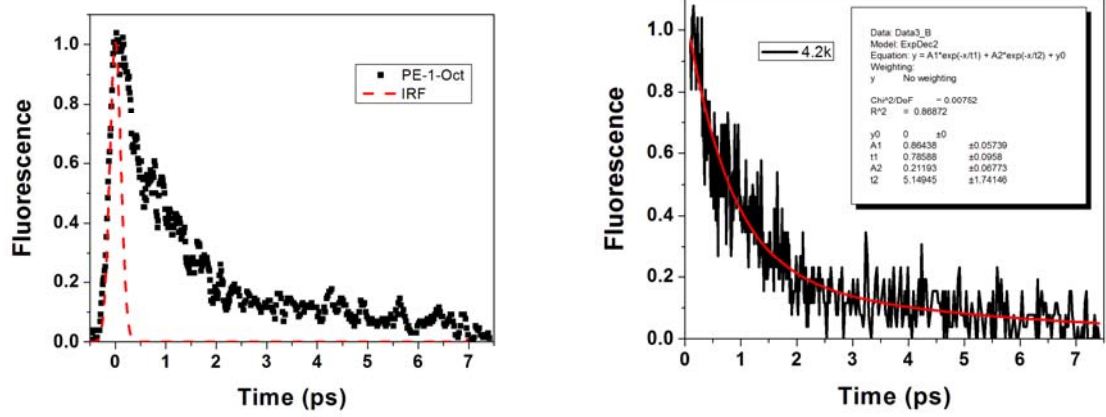 Fluorescence
1.0
0.8
0.6
0.4
0.2
0.0
PE-1-Oct
IRF
0 1 2 3 4 5 6 7
Time (ps)
Fluorescence
1.0
0.8
0.6
0.4
0.2
0.0
4.2k
Data: Data3_B
Model: ExpDec2
Equation: y = A1*exp(-x/t1) + A2*exp(-x/t2) + y0
Weighting:
y No weighting
Chi^2/DoF = 0.00752
R^2 = 0.86872
y0 0 ±0
A1 0.86438 ±0.05739
t1 0.78588 ±0.0958
A2 0.21193 ±0.06773
t2 5.14945 ±1.74146
0 1 2 3 4 5 6 7
Time (ps)